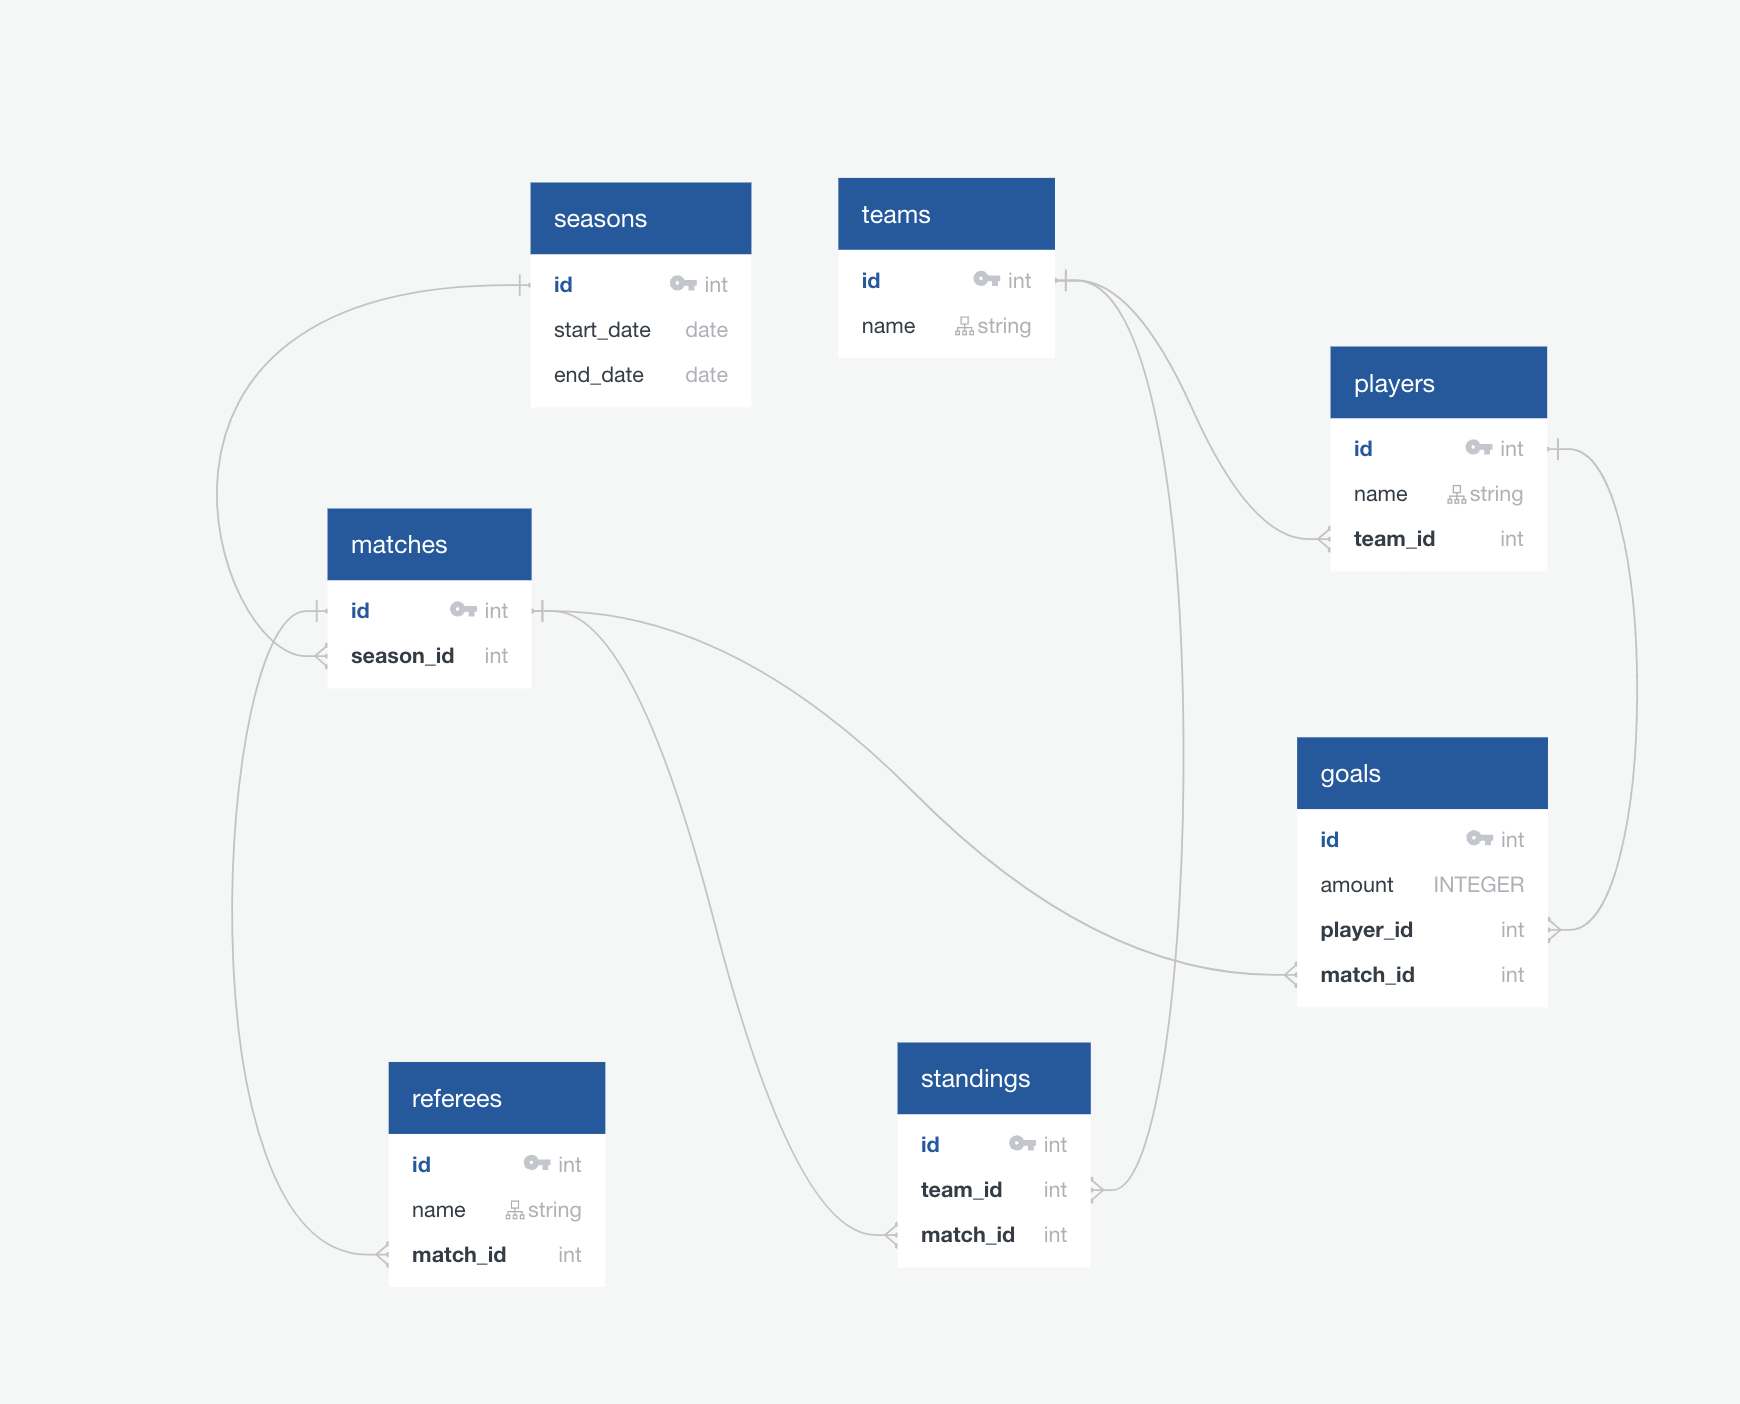 seasons
id int
start_date date
end_date date
teams
id int
name string
players
id int
name string
team_id int
matches
id int
season_id int
goals
id int
amount INTEGER
player_id int
match_id int
referees
id int
name string
match_id int
standings
id int
team_id int
match_id int